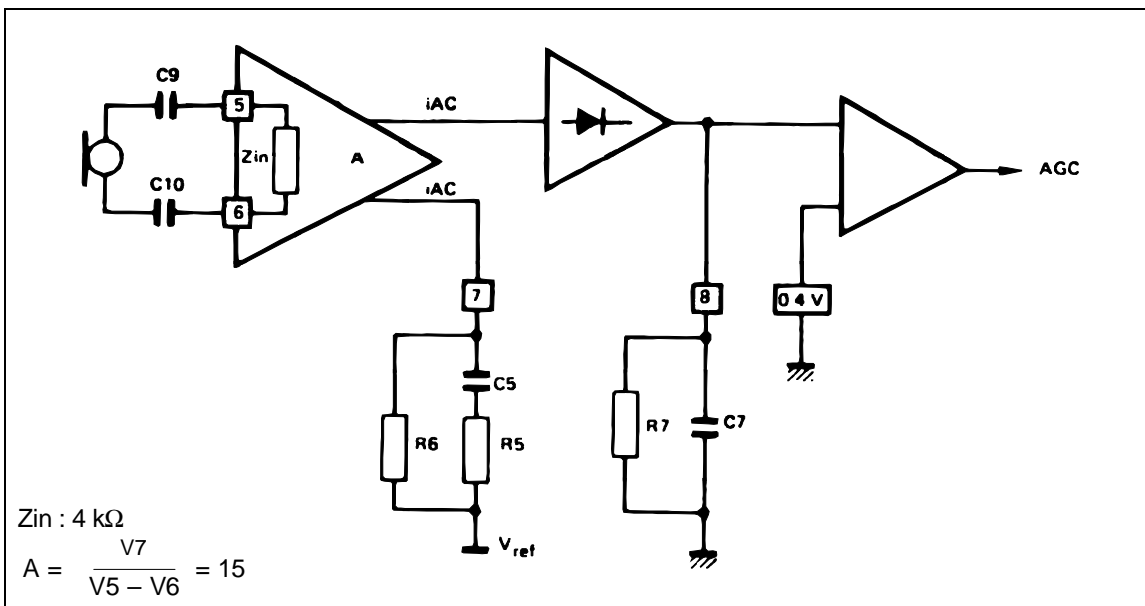 C9
5
Zin
6
C10
A
iAC
iAC
7
C5
R6
R5
V_ref
8
R7
C7
0 4 V
AGC
Zin : 4 kΩ
A = V7 / V5 – V6 = 15